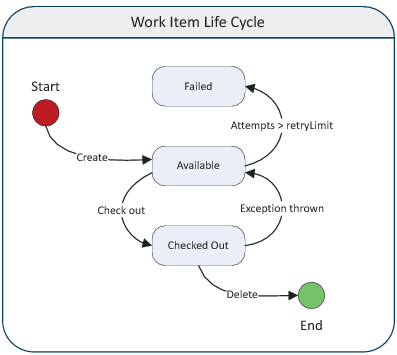 Work Item Life Cycle
Start
Failed
Attempts > retryLimit
Create
Available
Check out
Exception thrown
Checked Out
Delete
End